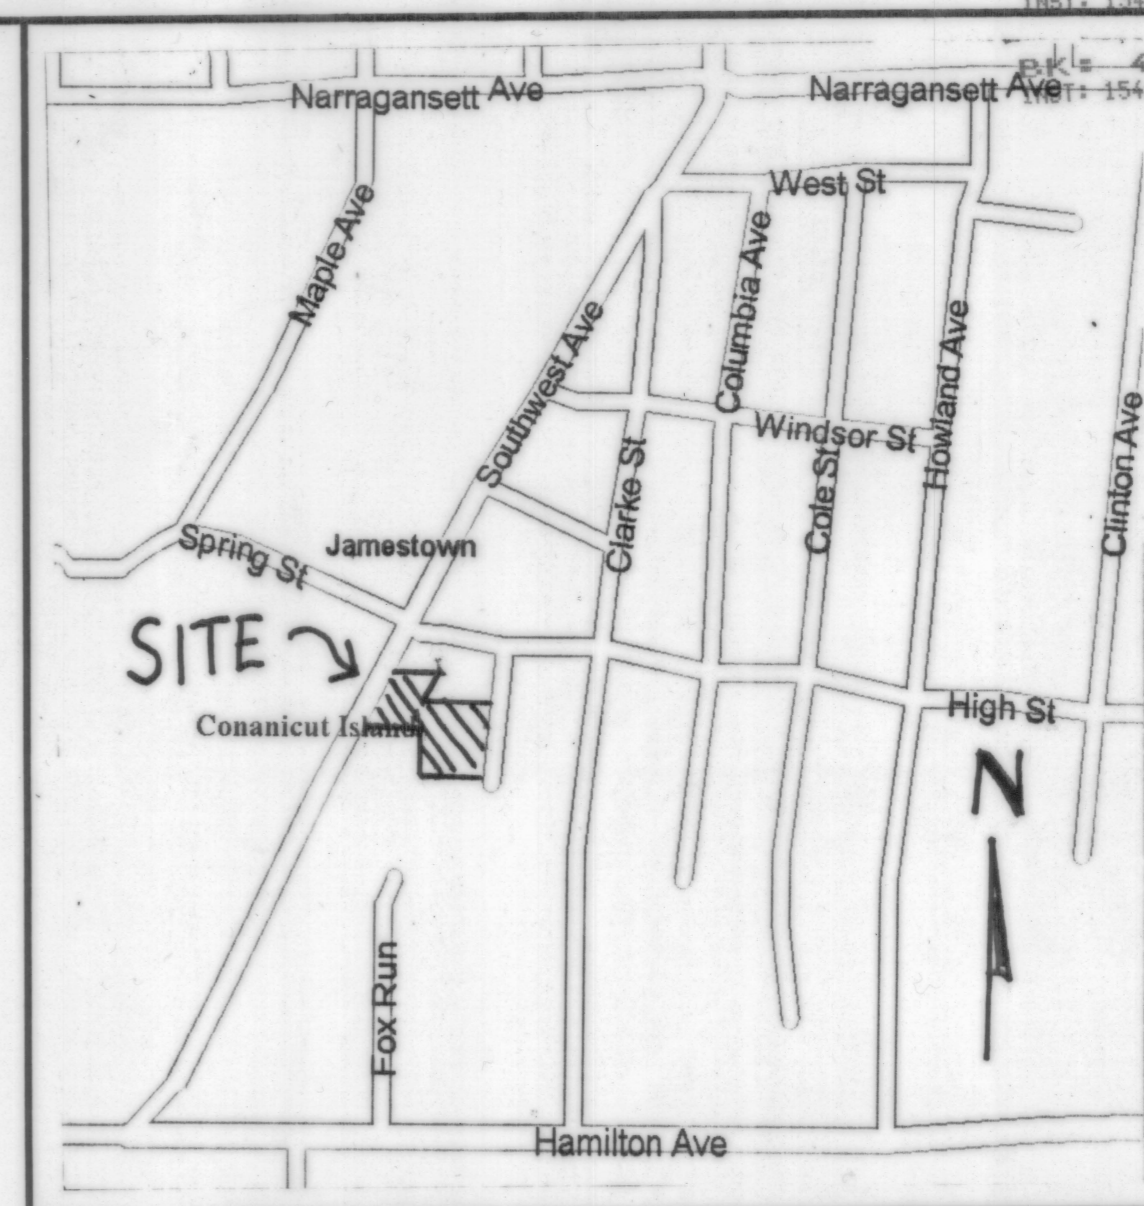 Narragansett Ave
Narragansett Ave
West St
Maple Ave
Columbia Ave
Southwest Ave
Howland Ave
Windsor St
Clarke St
Cole St
Clinton Ave
Spring St
Jamestown
SITE
Conanicut Island
High St
N
Fox Run
Hamilton Ave